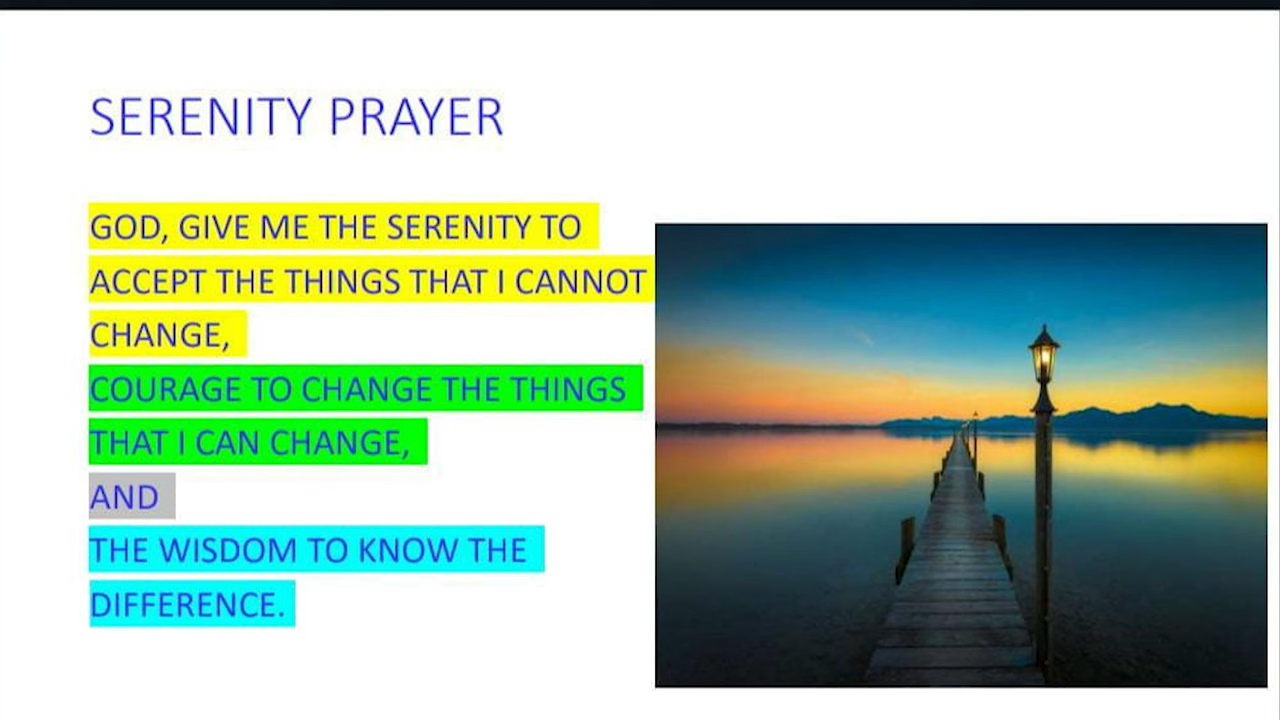 SERENITY PRAYER
GOD, GIVE ME THE SERENITY TO
ACCEPT THE THINGS THAT I CANNOT
CHANGE,
COURAGE TO CHANGE THE THINGS
THAT I CAN CHANGE,
AND
THE WISDOM TO KNOW THE
DIFFERENCE.